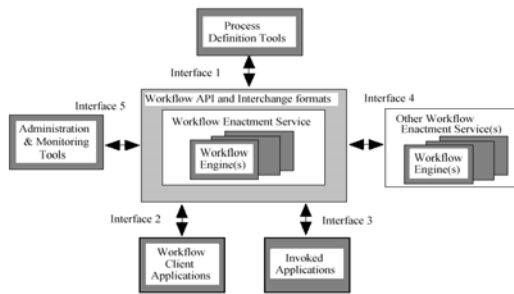 Process
Definition Tools
Interface 1
Workflow API and Interchange formats
Interface 5
Interface 4
Administration
& Monitoring
Tools
Workflow Enactment Service
Workflow
Engine(s)
Other Workflow
Enactment Service(s)
Workflow
Engine(s)
Interface 2
Interface 3
Workflow
Client
Applications
Invoked
Applications